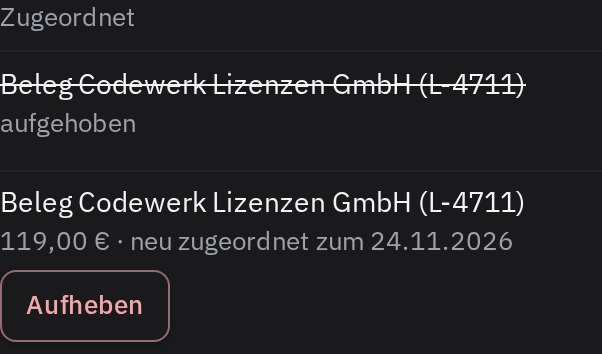 Zugeordnet
Beleg Codewerk Lizenzen GmbH (L-4711)
aufgehoben
Beleg Codewerk Lizenzen GmbH (L-4711)
119,00 € · neu zugeordnet zum 24.11.2026
Aufheben